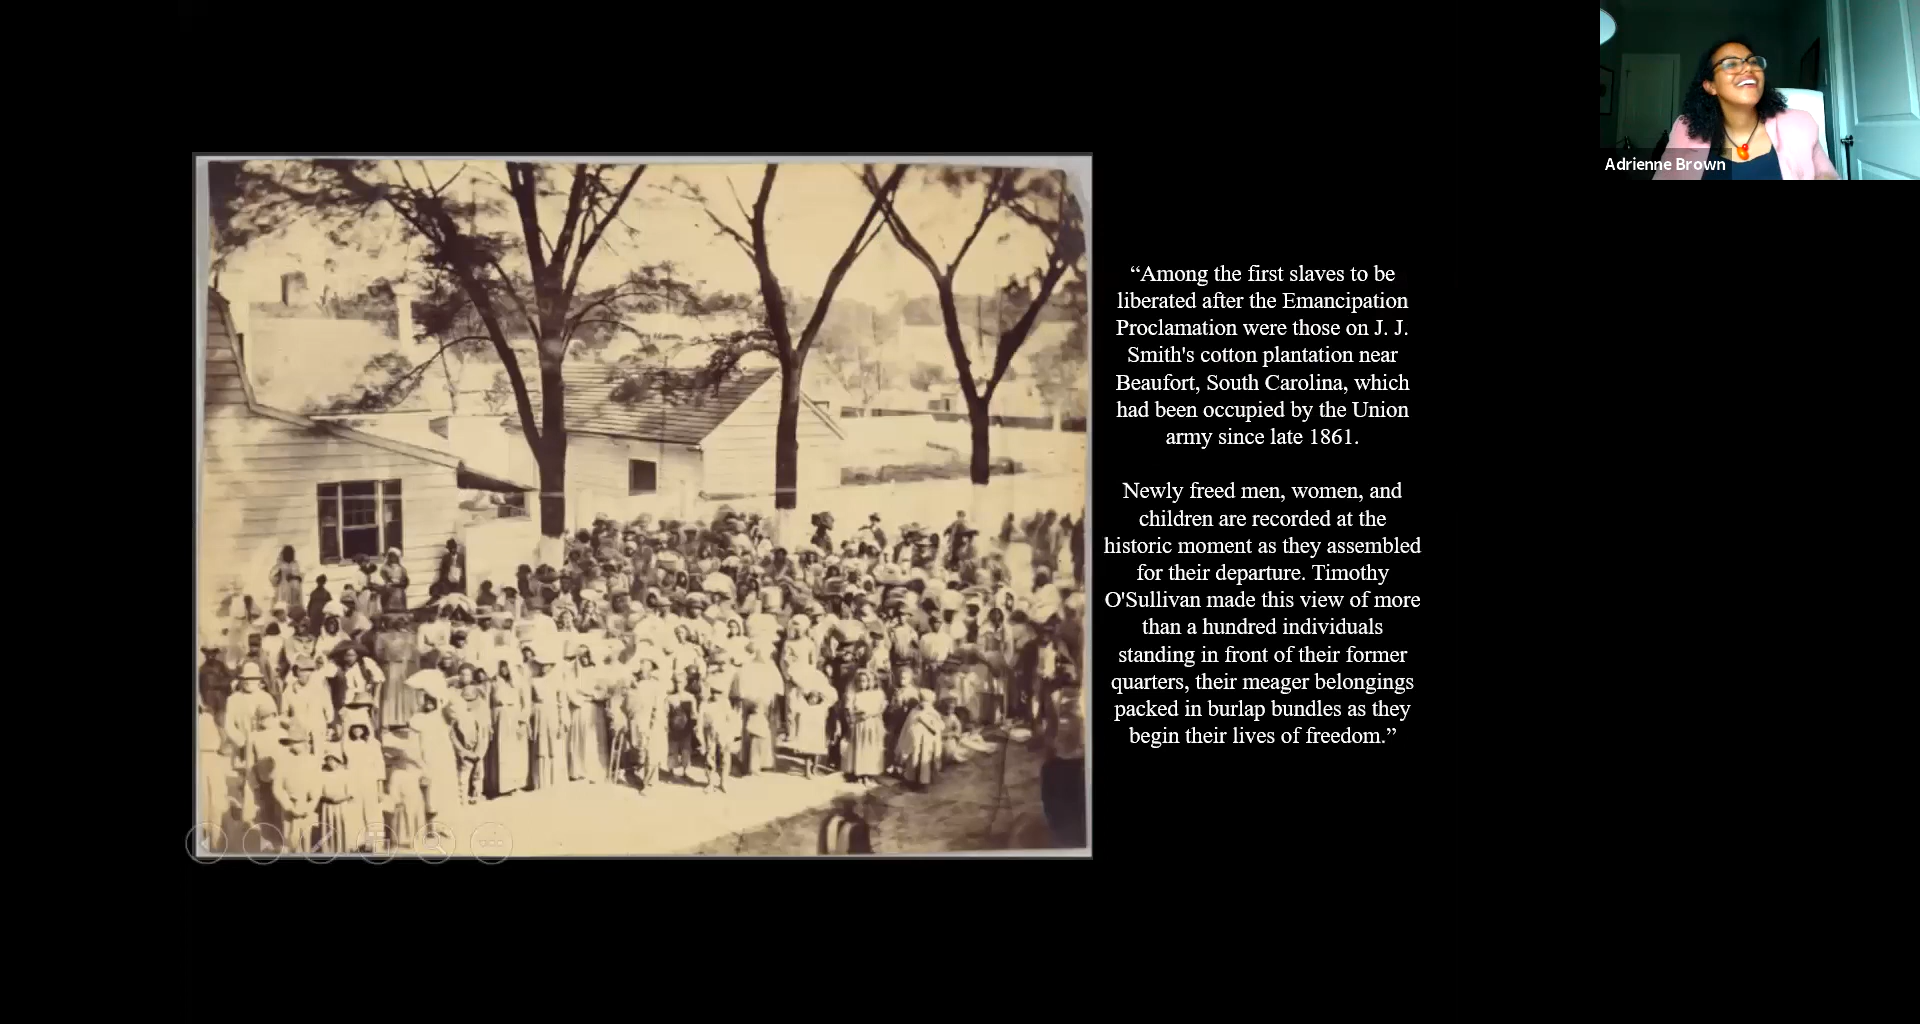 Adrienne Brown
“Among the first slaves to be
liberated after the Emancipation
Proclamation were those on J. J.
Smith's cotton plantation near
Beaufort, South Carolina, which
had been occupied by the Union
army since late 1861.
Newly freed men, women, and
children are recorded at the
historic moment as they assembled
for their departure. Timothy
O'Sullivan made this view of more
than a hundred individuals
standing in front of their former
quarters, their meager belongings
packed in burlap bundles as they
begin their lives of freedom.”